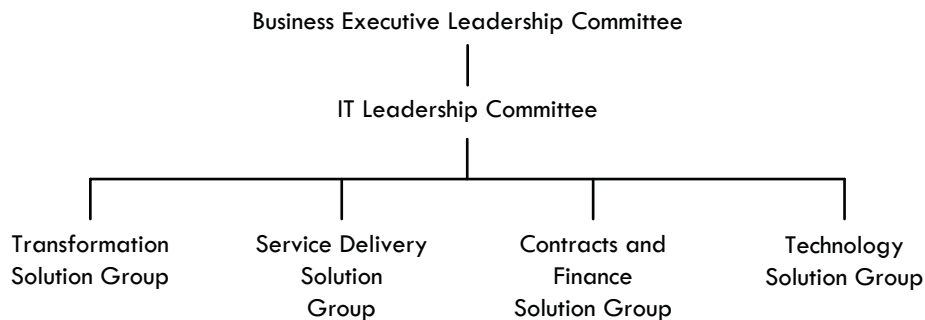 Business Executive Leadership Committee
IT Leadership Committee
Transformation
Solution Group
Service Delivery
Solution
Group
Contracts and
Finance
Solution Group
Technology
Solution Group